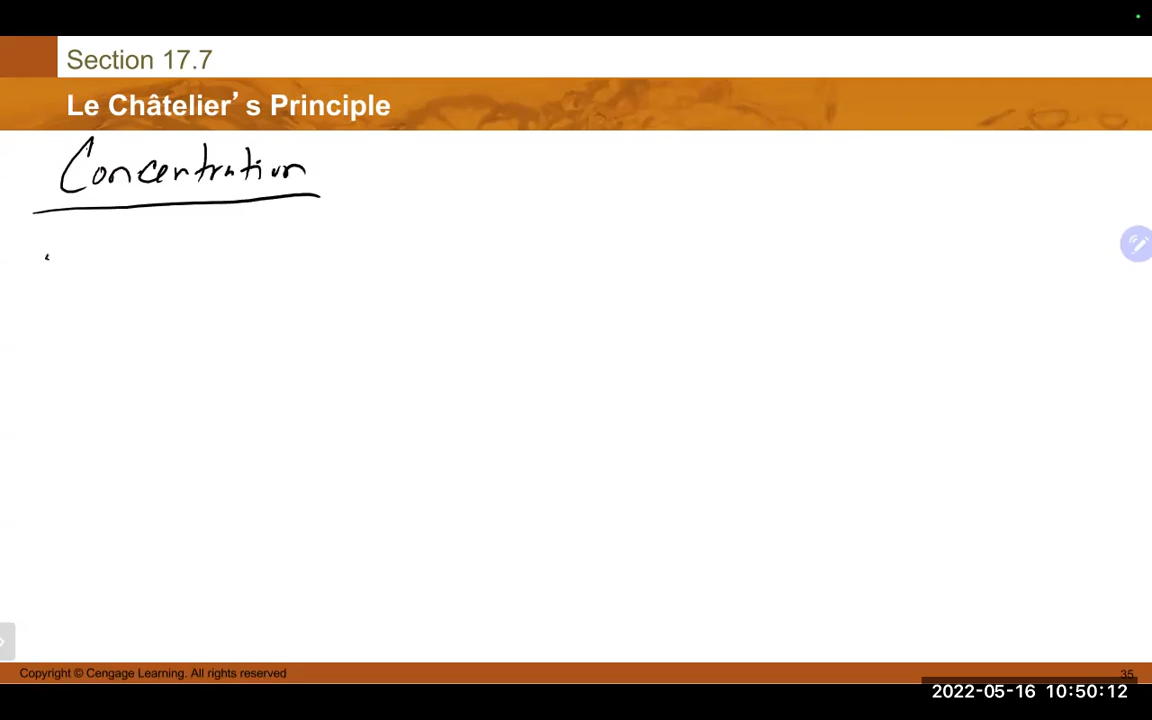 Section 17.7
Le Châtelier’s Principle
Concentration
Copyright © Cengage Learning. All rights reserved
35
2022-05-16 10:50:12